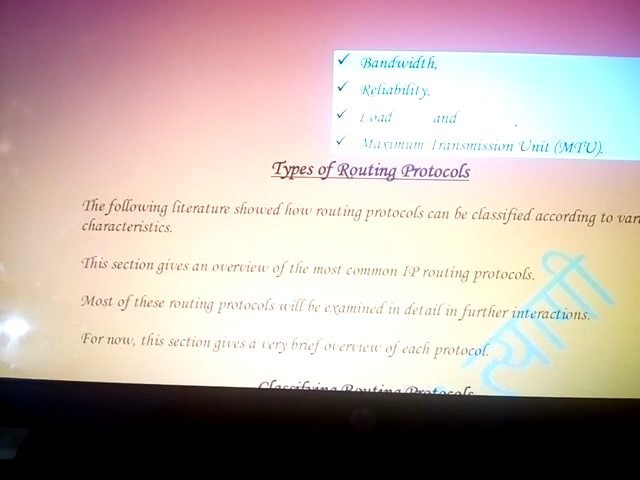 ✓ Bandwidth,
✓ Reliability,
✓ Load and ,
✓ Maximum Transmission Unit (MTU).
Types of Routing Protocols
The following literature showed how routing protocols can be classified according to
characteristics.
This section gives an overview of the most common IP routing protocols.
Most of these routing protocols will be examined in detail in further interactions.
For now, this section gives a very brief overview of each protocol.
Classifying Routing Protocols
त्यागी